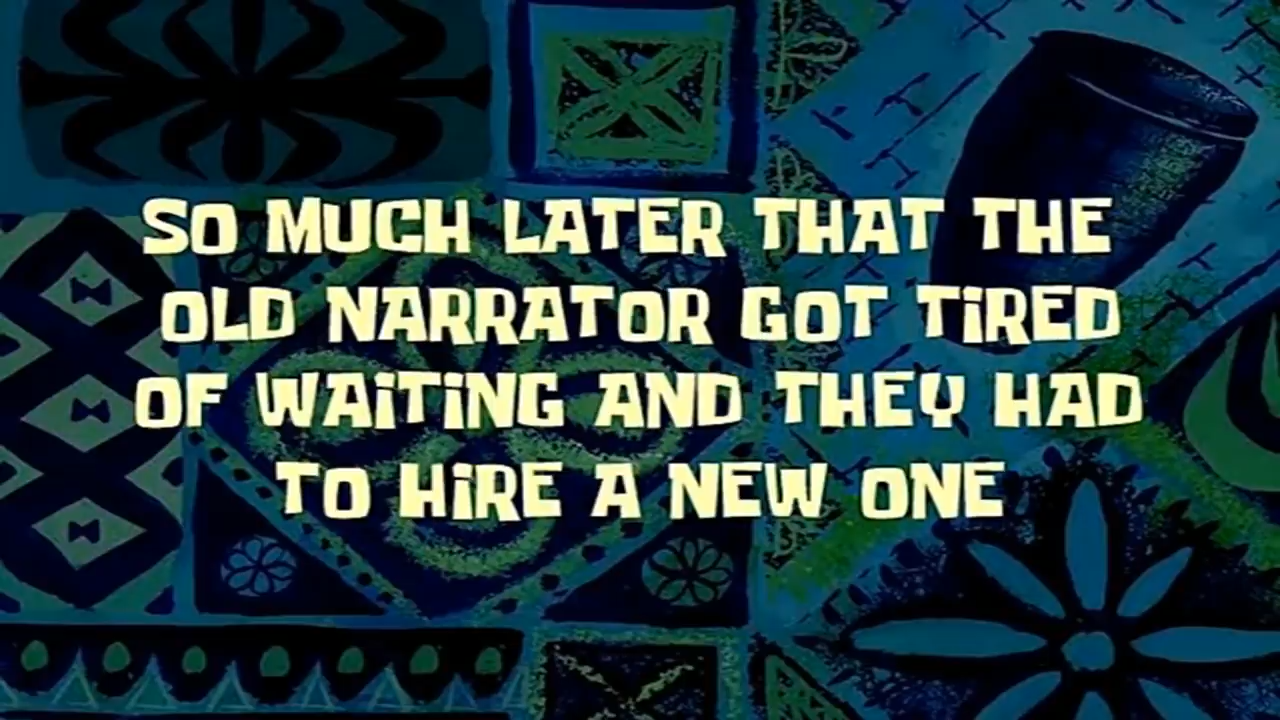 SO MUCH LATER THAT THE
OLD NARRATOR GOT TiRED
OF WAiTiNG AND THEY HAD
TO HiRE A NEW ONE